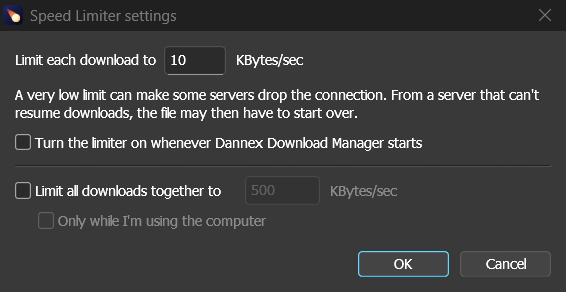 Speed Limiter settings
Limit each download to 10 KBytes/sec
A very low limit can make some servers drop the connection. From a server that can't
resume downloads, the file may then have to start over.
Turn the limiter on whenever Dannex Download Manager starts
Limit all downloads together to 500 KBytes/sec
Only while I'm using the computer
OK Cancel